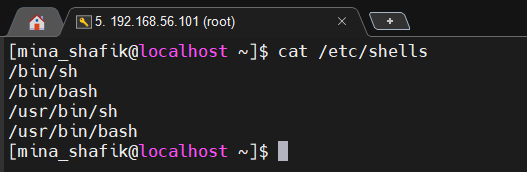 5. 192.168.56.101 (root)
[mina_shafik@localhost ~]$ cat /etc/shells
/bin/sh
/bin/bash
/usr/bin/sh
/usr/bin/bash
[mina_shafik@localhost ~]$